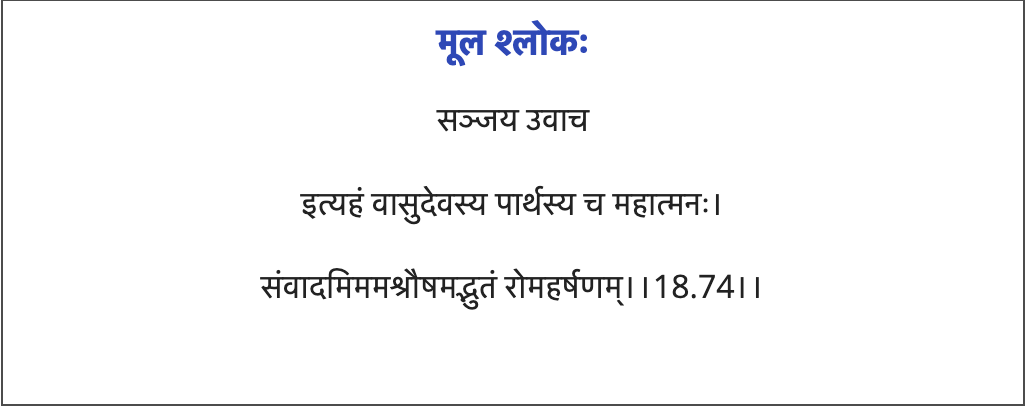 मूल श्लोकः
सञ्जय उवाच
इत्यहं वासुदेवस्य पार्थस्य च महात्मनः।
संवादमिममश्रौषमद्भुतं रोमहर्षणम्।।18.74।।